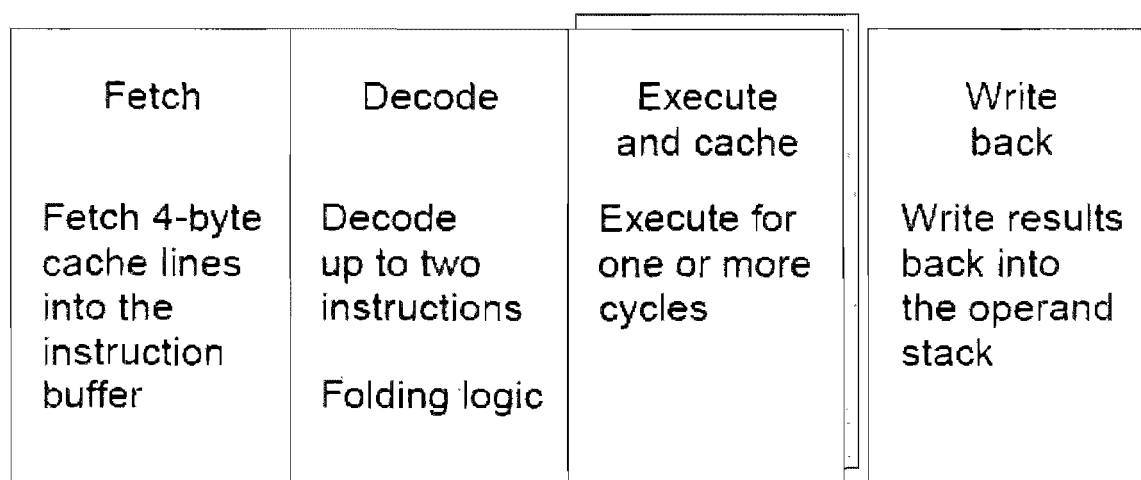 Fetch
Fetch 4-byte
cache lines
into the
instruction
buffer
Decode
Decode
up to two
instructions
Folding logic
Execute
and cache
Execute for
one or more
cycles
Write
back
Write results
back into
the operand
stack